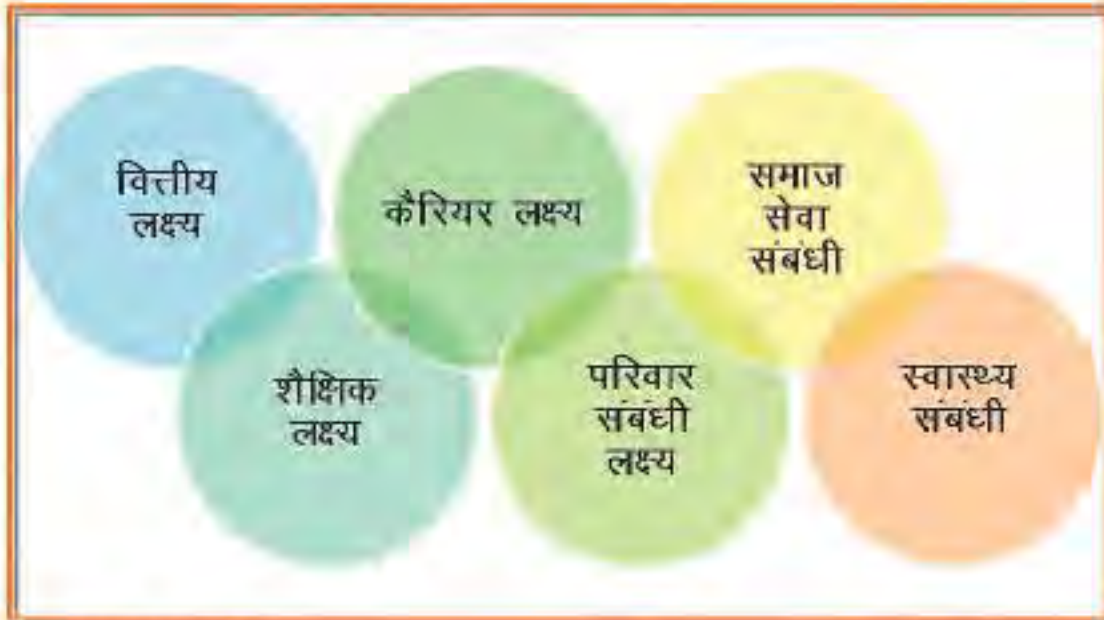 वित्तीय
लक्ष्य
शैक्षिक
लक्ष्य
कैरियर लक्ष्य
परिवार
संबंधी
लक्ष्य
समाज
सेवा
संबंधी
स्वास्थ्य
संबंधी